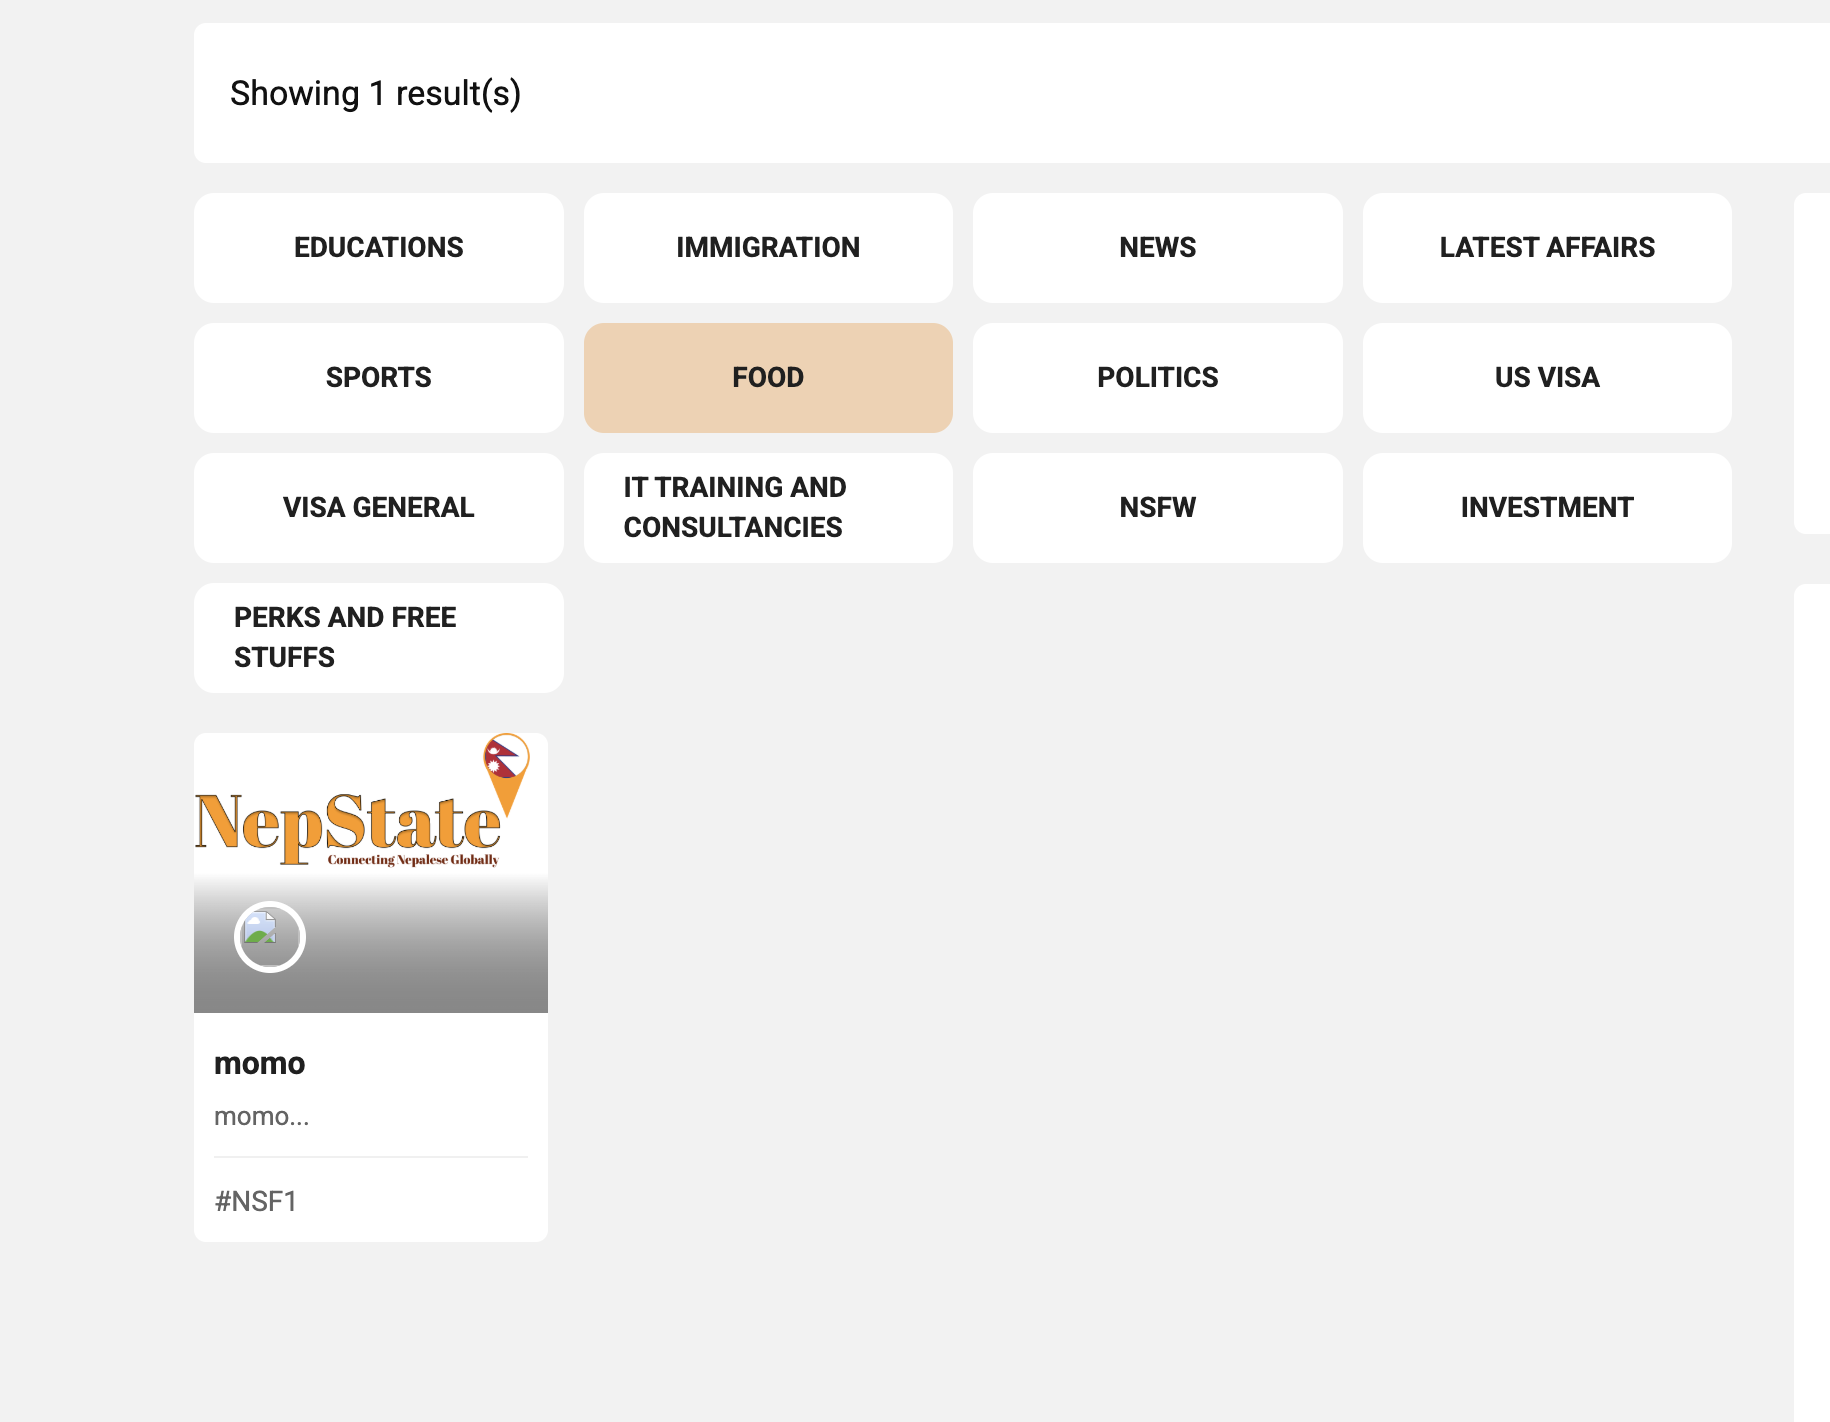 Showing 1 result(s)
EDUCATIONS
IMMIGRATION
NEWS
LATEST AFFAIRS
SPORTS
FOOD
POLITICS
US VISA
VISA GENERAL
IT TRAINING AND
CONSULTANCIES
NSFW
INVESTMENT
PERKS AND FREE
STUFFS
NepState
Connecting Nepalese Globally
momo
momo...
#NSF1